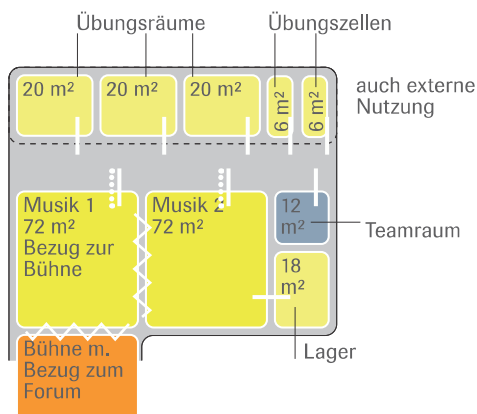 Übungsräume
Übungszellen
20 m²
20 m²
20 m²
6 m²
6 m²
auch externe
Nutzung
Musik 1
72 m²
Bezug zur
Bühne
Musik 2
72 m²
12
m²
Teamraum
18
m²
Lager
Bühne m.
Bezug zum
Forum